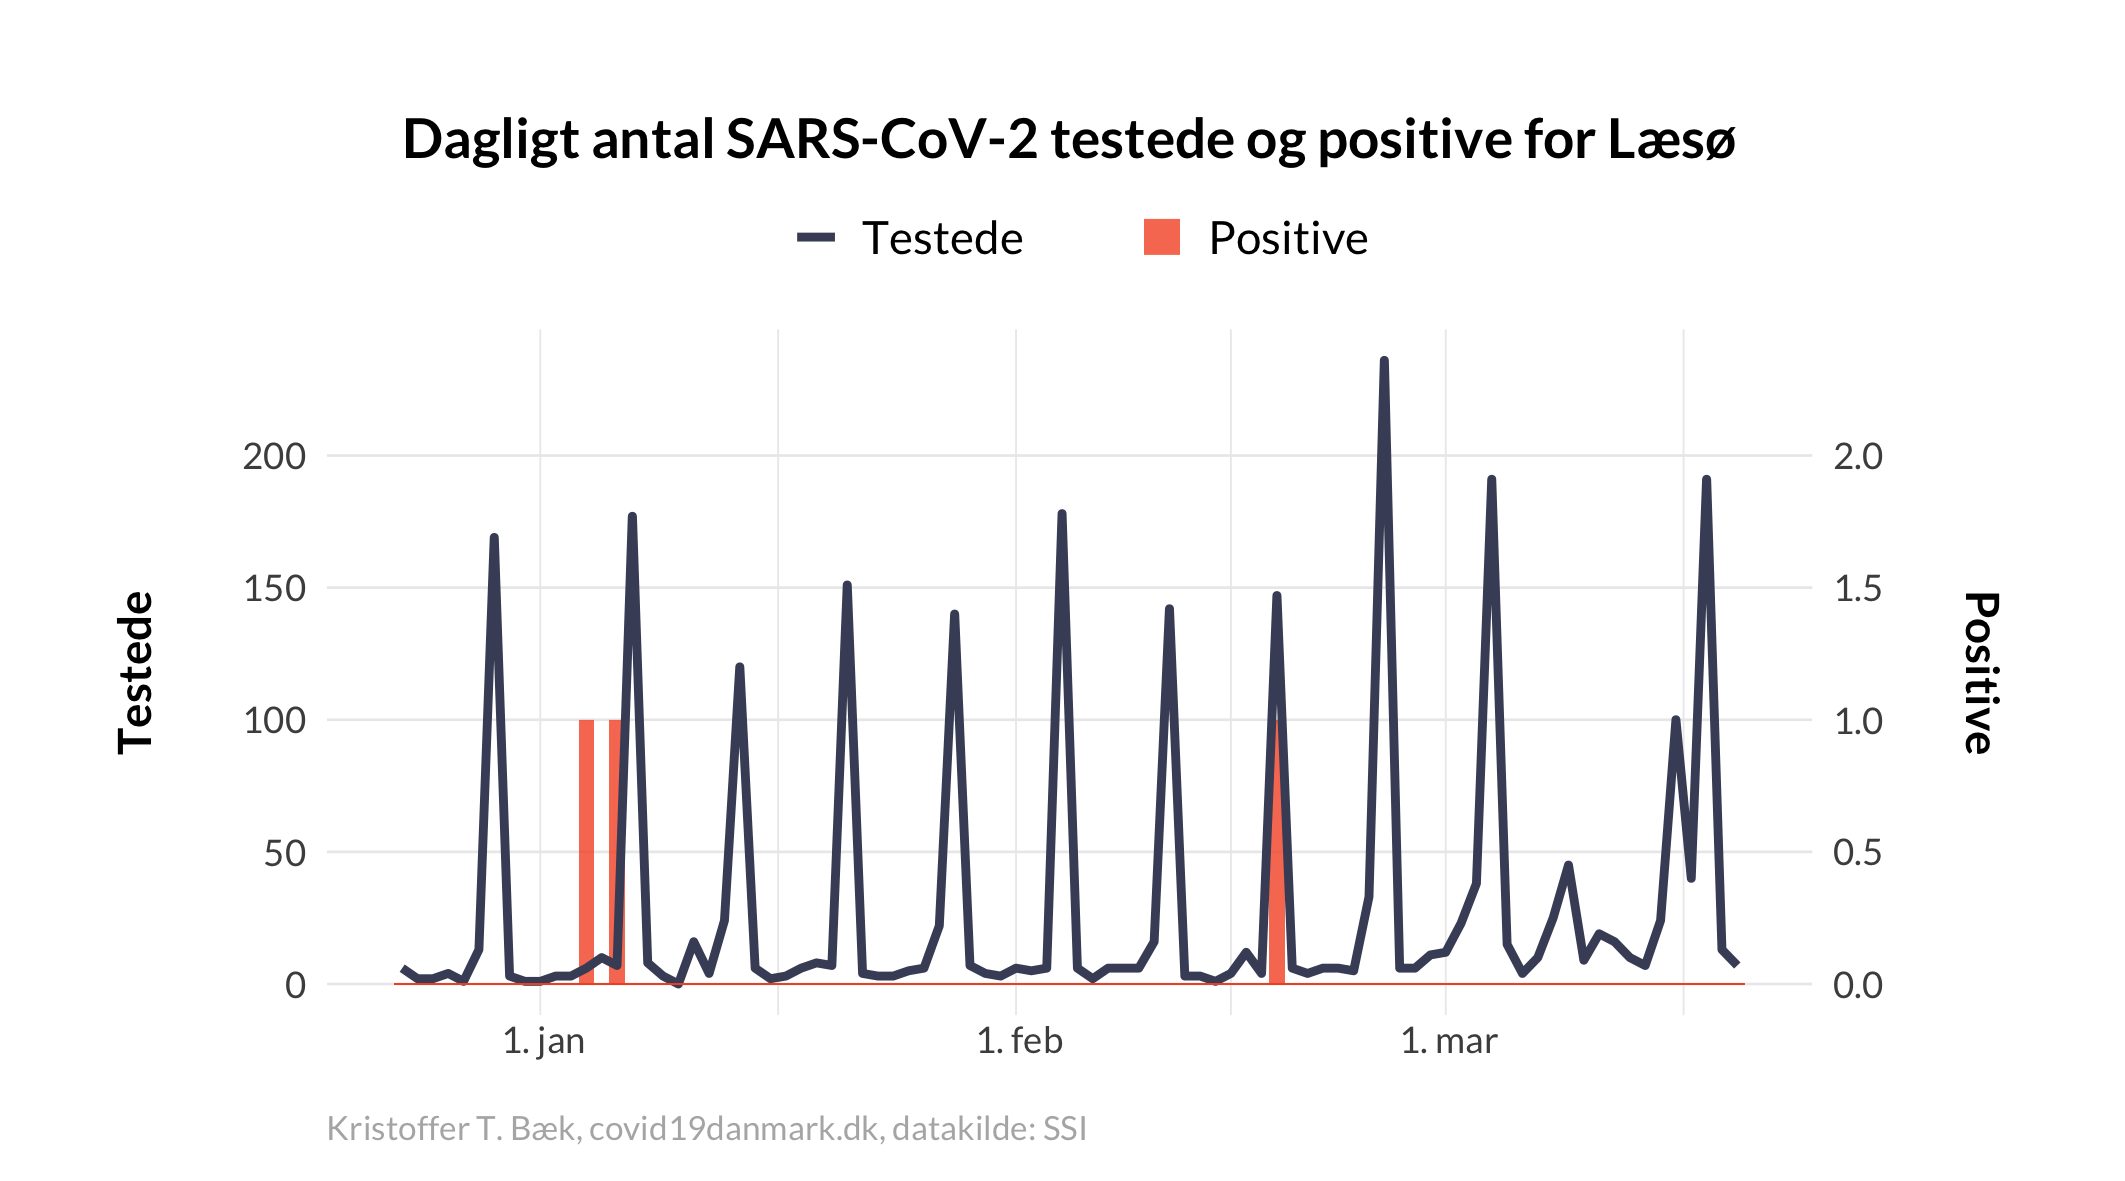 Dagligt antal SARS-CoV-2 testede og positive for Læsø
Testede
Positive
Testede
200
150
100
50
0
2.0
1.5
1.0
0.5
0.0
Positive
1. jan
1. feb
1. mar
Kristoffer T. Bæk, covid19danmark.dk, datakilde: SSI